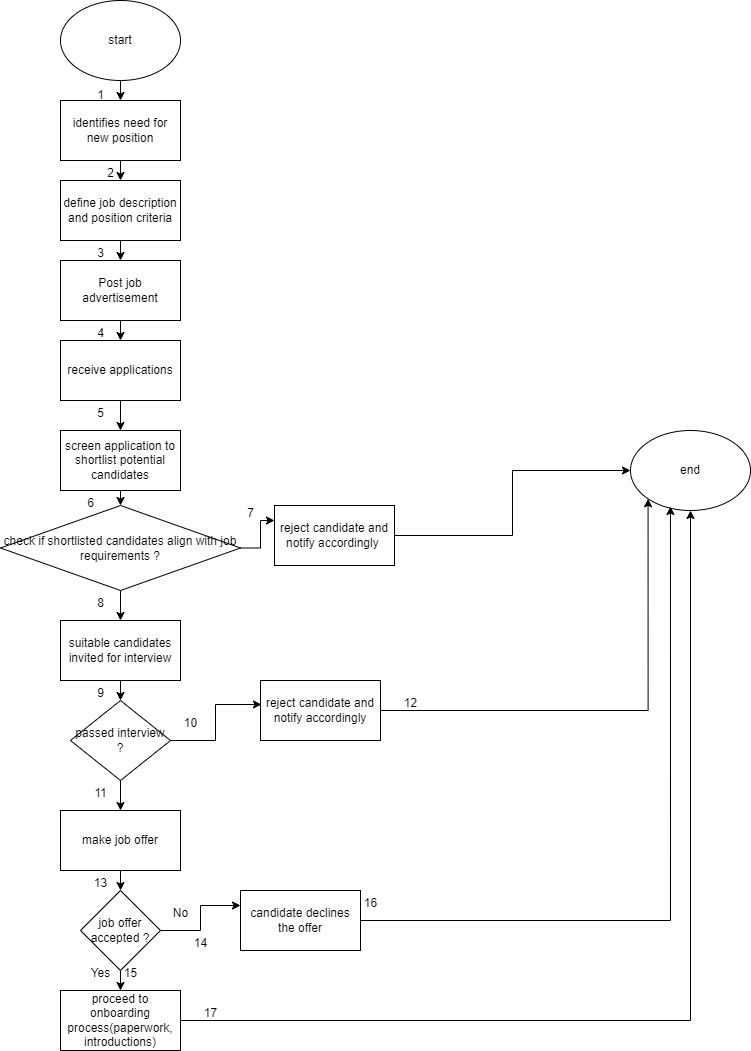 start
1
identifies need for
new position
2
define job description
and position criteria
3
Post job
advertisement
4
receive applications
5
screen application to
shortlist potential
candidates
end
6
7
reject candidate and
notify accordingly
check if shortlisted candidates align with job
requirements ?
8
suitable candidates
invited for interview
9
10
reject candidate and
notify accordingly
12
passed interview
?
11
make job offer
13
No
14
candidate declines
the offer
16
job offer
accepted ?
Yes
15
proceed to
onboarding
process(paperwork,
introductions)
17